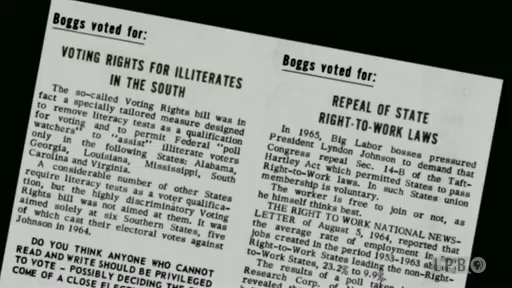 Boggs voted for:
VOTING RIGHTS FOR ILLITERATES
IN THE SOUTH
The so-called Voting Rights bill was in
fact a specially tailored measure designed
to remove literacy tests as a qualification
for voting and to permit Federal "poll
watchers" to "assist" illiterate voters
only in the following States; Alabama,
Georgia, Louisiana, Mississippi, South
Carolina and Virginia.
A considerable number of other States
require literacy tests as a voter qualifica-
tion, but the highly discriminatory Voting
Rights bill was not aimed at them. It was
aimed solely at six Southern States, five
of which cast their electoral votes against
Johnson in 1964.
DO YOU THINK ANYONE WHO CANNOT
READ AND WRITE SHOULD BE PRIVILEGED
TO VOTE - POSSIBLY DECIDING THE
COME OF A CLOSE
Boggs voted for:
REPEAL OF STATE
RIGHT-TO-WORK LAWS
In 1965, Big Labor bosses pressured
President Lyndon Johnson to demand that
Congress repeal Sec. 14-B of the Taft-
Hartley Act which permitted States to pass
Right-to-Work laws. In such States union
membership is voluntary.
The worker is free to join or not, as
he himself thinks best.
THE RIGHT TO WORK NATIONAL NEWS-
LETTER of August 5, 1964, reported that
the average rate of employment in
jobs created in the period 1953-1963 
Right-to-Work States leading the non-Right-
to-Work States, 23.2% to 9.9%.
The results of a poll taken
Research Corp. of
revealed the
LPB